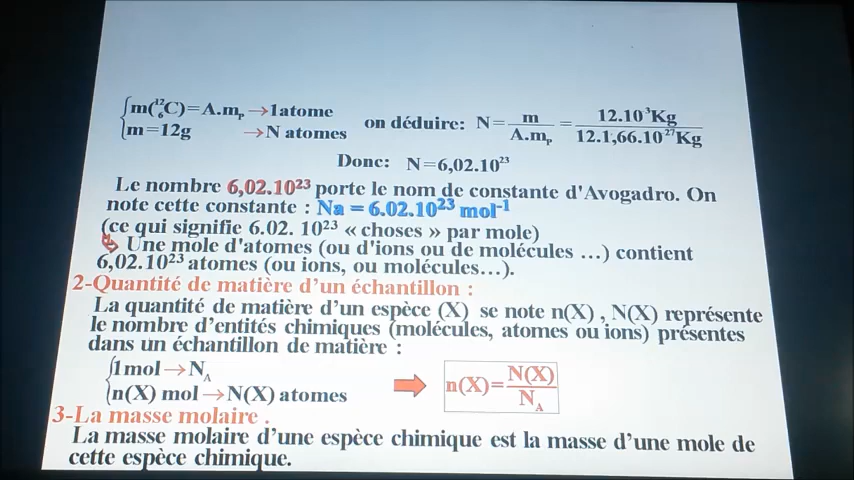 m(¹²₆C)=A.mₚ →1atome
m=12g →N atomes
on déduire: N= m / A.mₚ = 12.10³Kg / 12.1,66.10²⁷Kg
Donc: N=6,02.10²³
Le nombre 6,02.10²³ porte le nom de constante d'Avogadro. On
note cette constante : Na = 6.02.10²³ mol⁻¹
(ce qui signifie 6.02. 10²³ « choses » par mole)
Une mole d'atomes (ou d'ions ou de molécules …) contient
6,02.10²³ atomes (ou ions, ou molécules…).
2-Quantité de matière d'un échantillon :
La quantité de matière d'un espèce (X) se note n(X) , N(X) représente
le nombre d'entités chimiques (molécules, atomes ou ions) présentes
dans un échantillon de matière :
1mol →N_A
n(X) mol →N(X) atomes
n(X)= N(X) / N_A
3-La masse molaire .
La masse molaire d'une espèce chimique est la masse d'une mole de
cette espèce chimique.